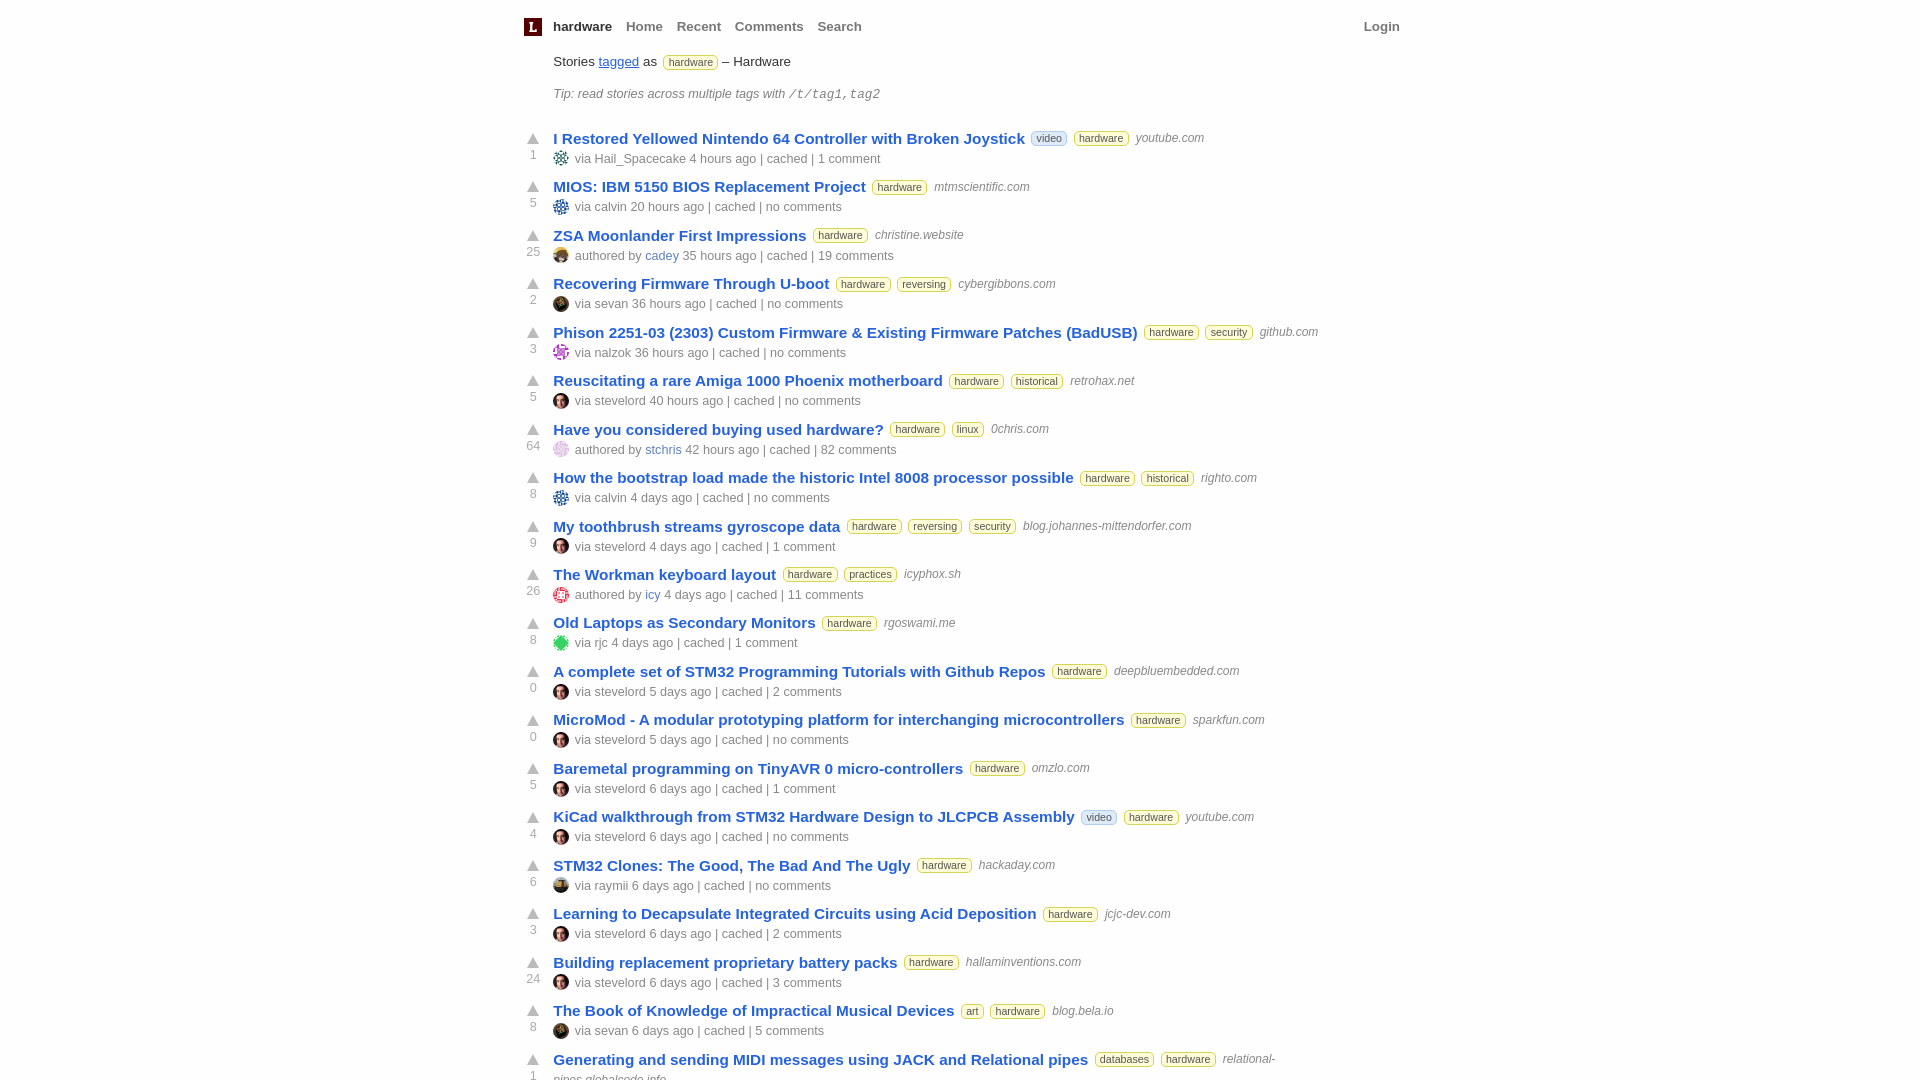 L hardware Home Recent Comments Search Login
Stories tagged as hardware – Hardware
Tip: read stories across multiple tags with /t/tag1,tag2
I Restored Yellowed Nintendo 64 Controller with Broken Joystick video hardware youtube.com
1 via Hail_Spacecake 4 hours ago | cached | 1 comment
MIOS: IBM 5150 BIOS Replacement Project hardware mtmscientific.com
5 via calvin 20 hours ago | cached | no comments
ZSA Moonlander First Impressions hardware christine.website
25 authored by cadey 35 hours ago | cached | 19 comments
Recovering Firmware Through U-boot hardware reversing cybergibbons.com
2 via sevan 36 hours ago | cached | no comments
Phison 2251-03 (2303) Custom Firmware & Existing Firmware Patches (BadUSB) hardware security github.com
3 via nalzok 36 hours ago | cached | no comments
Reuscitating a rare Amiga 1000 Phoenix motherboard hardware historical retrohax.net
5 via stevelord 40 hours ago | cached | no comments
Have you considered buying used hardware? hardware linux 0chris.com
64 authored by stchris 42 hours ago | cached | 82 comments
How the bootstrap load made the historic Intel 8008 processor possible hardware historical righto.com
8 via calvin 4 days ago | cached | no comments
My toothbrush streams gyroscope data hardware reversing security blog.johannes-mittendorfer.com
9 via stevelord 4 days ago | cached | 1 comment
The Workman keyboard layout hardware practices icyphox.sh
26 authored by icy 4 days ago | cached | 11 comments
Old Laptops as Secondary Monitors hardware rgoswami.me
8 via rjc 4 days ago | cached | 1 comment
A complete set of STM32 Programming Tutorials with Github Repos hardware deepbluembedded.com
0 via stevelord 5 days ago | cached | 2 comments
MicroMod - A modular prototyping platform for interchanging microcontrollers hardware sparkfun.com
0 via stevelord 5 days ago | cached | no comments
Baremetal programming on TinyAVR 0 micro-controllers hardware omzlo.com
5 via stevelord 6 days ago | cached | 1 comment
KiCad walkthrough from STM32 Hardware Design to JLCPCB Assembly video hardware youtube.com
4 via stevelord 6 days ago | cached | no comments
STM32 Clones: The Good, The Bad And The Ugly hardware hackaday.com
6 via raymii 6 days ago | cached | no comments
Learning to Decapsulate Integrated Circuits using Acid Deposition hardware jcjc-dev.com
3 via stevelord 6 days ago | cached | 2 comments
Building replacement proprietary battery packs hardware hallaminventions.com
24 via stevelord 6 days ago | cached | 3 comments
The Book of Knowledge of Impractical Musical Devices art hardware blog.bela.io
8 via sevan 6 days ago | cached | 5 comments
Generating and sending MIDI messages using JACK and Relational pipes databases hardware relational-
1 pipes.globalcode.info